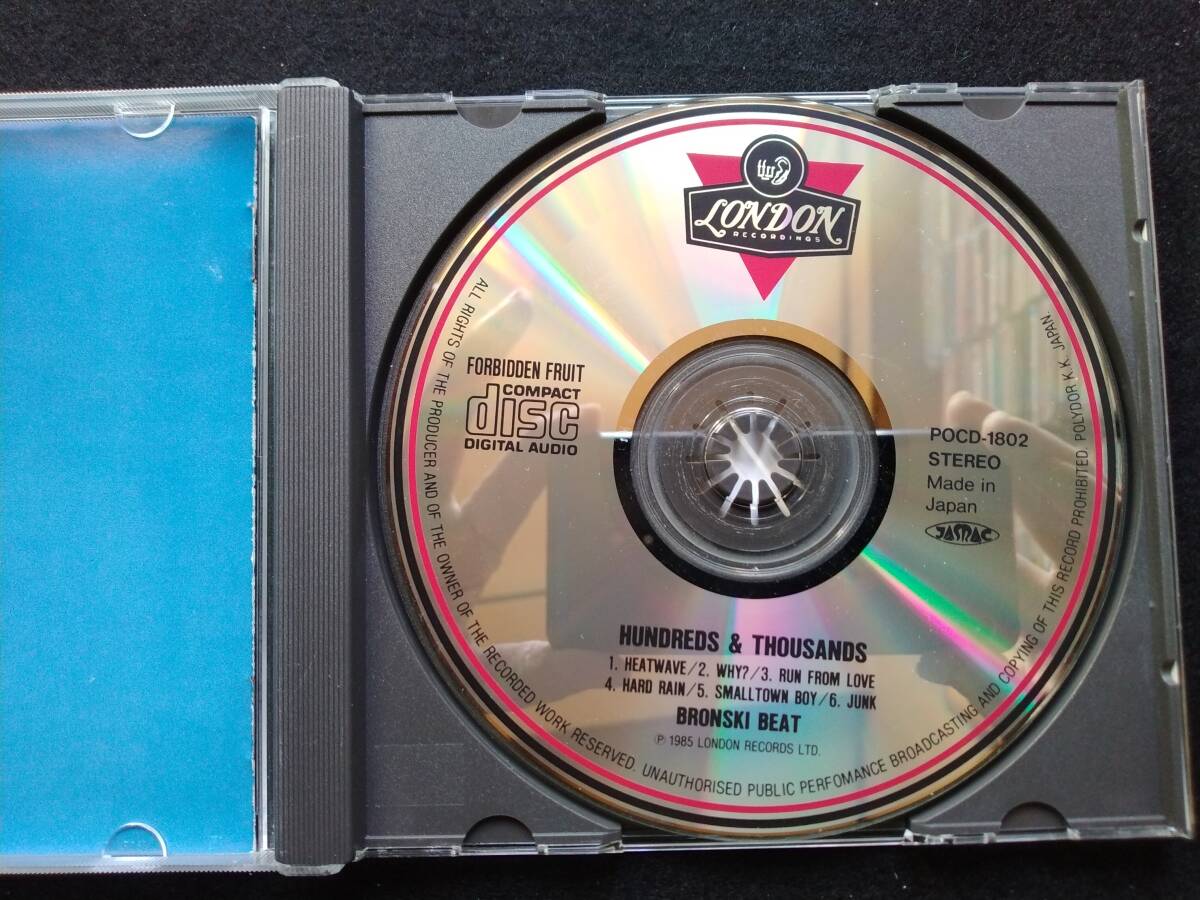 LONDON
RECORDINGS
FORBIDDEN FRUIT
COMPACT
disc
DIGITAL AUDIO
POCD-1802
STEREO
Made in
Japan
JASRAC
HUNDREDS & THOUSANDS
1. HEATWAVE/2. WHY?/3. RUN FROM LOVE
4. HARD RAIN/5. SMALLTOWN BOY/6. JUNK
BRONSKI BEAT
Ⓟ 1985 LONDON RECORDS LTD.
ALL RIGHTS OF THE PRODUCER AND OF THE OWNER OF THE RECORDED WORK RESERVED. UNAUTHORISED PUBLIC PERFOMANCE BROADCASTING AND COPYING OF THIS RECORD PROHIBITED. POLYDOR K.K. JAPAN.